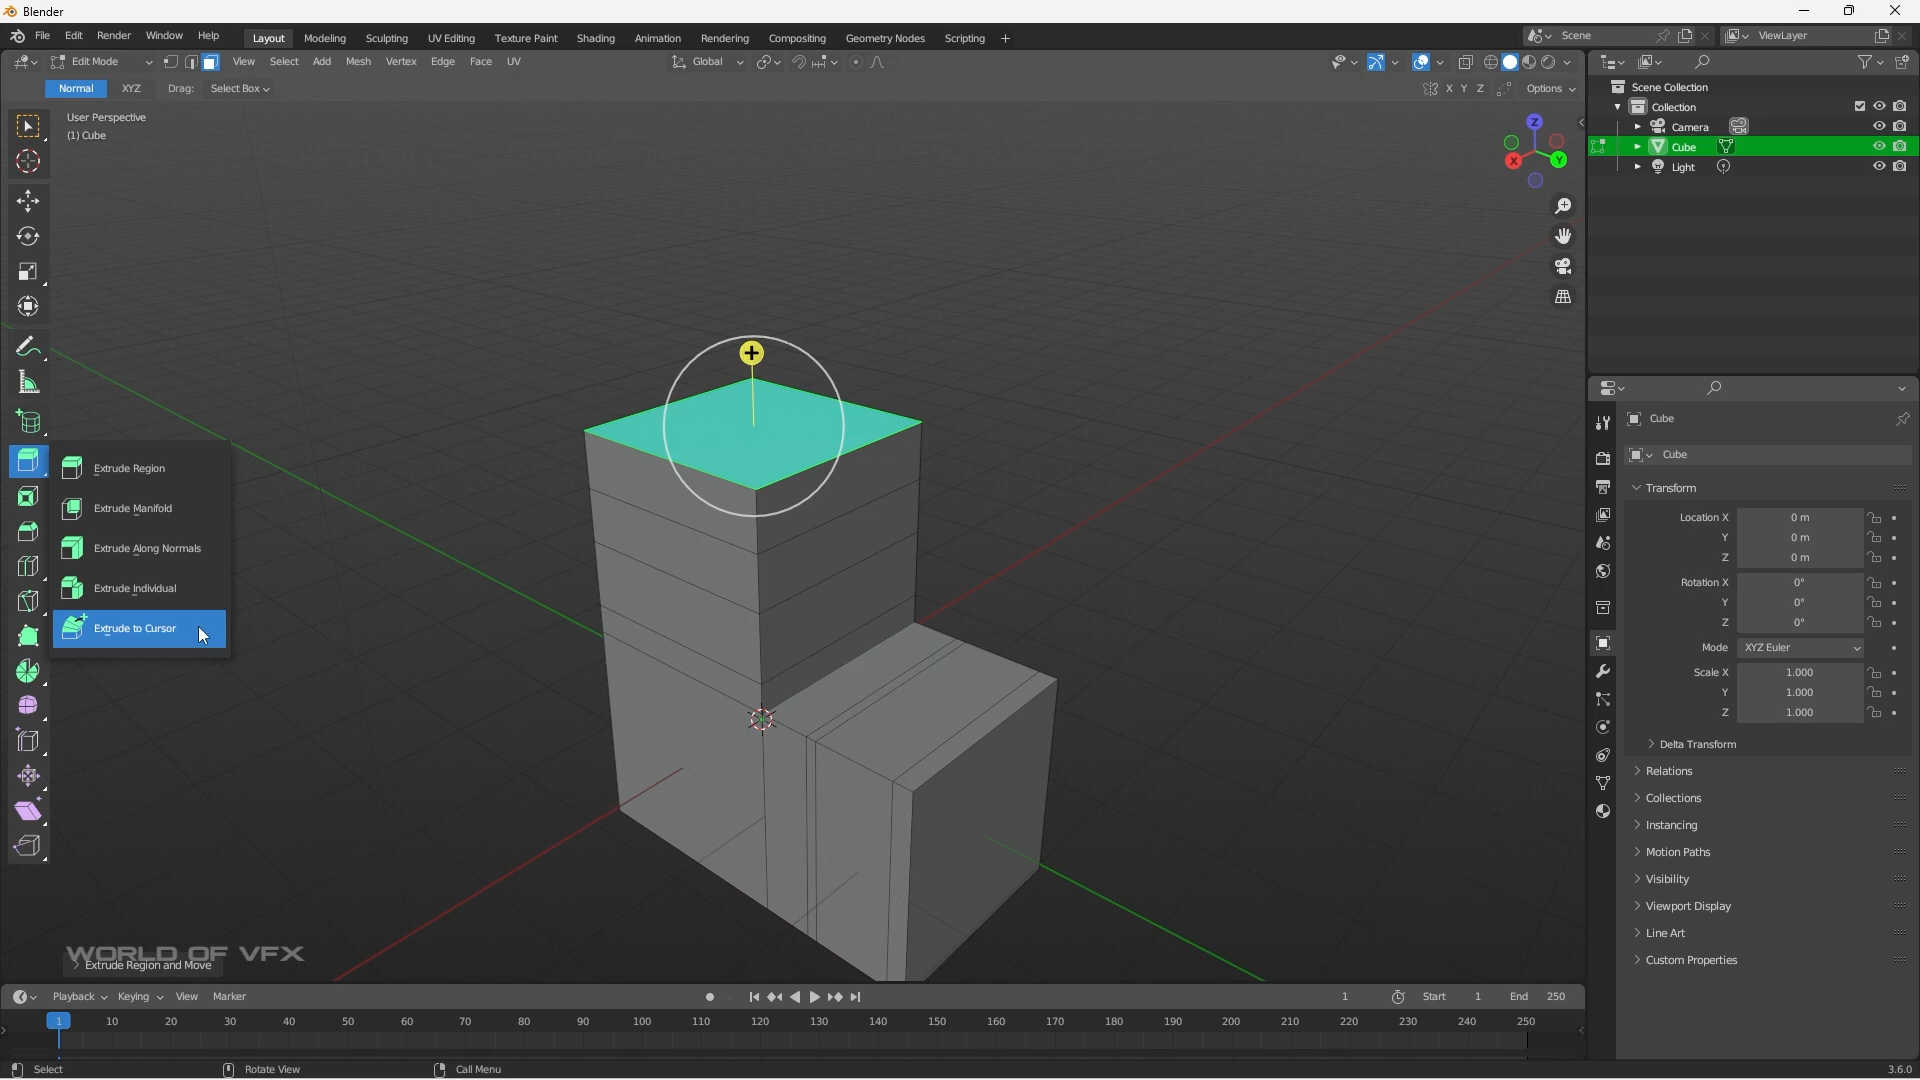 Blender
File Edit Render Window Help Layout Modeling Sculpting UV Editing Texture Paint Shading Animation Rendering Compositing Geometry Nodes Scripting + Scene ViewLayer
Edit Mode View Select Add Mesh Vertex Edge Face UV Global
Normal XYZ Drag: Select Box X Y Z Options
User Perspective
(1) Cube
Z
X
Y
Extrude Region
Extrude Manifold
Extrude Along Normals
Extrude Individual
Extrude to Cursor
WORLD OF VFX
Extrude Region and Move
Scene Collection
Collection
Camera
Cube
Light
Cube
Cube
Transform
Location X 0 m
Y 0 m
Z 0 m
Rotation X 0°
Y 0°
Z 0°
Mode XYZ Euler
Scale X 1.000
Y 1.000
Z 1.000
Delta Transform
Relations
Collections
Instancing
Motion Paths
Visibility
Viewport Display
Line Art
Custom Properties
Playback Keying View Marker 1 Start 1 End 250
1 10 20 30 40 50 60 70 80 90 100 110 120 130 140 150 160 170 180 190 200 210 220 230 240 250
Select Rotate View Call Menu 3.6.0